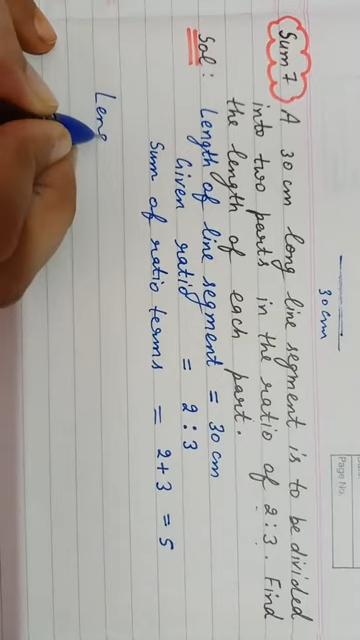 Sum 7 A 30 cm long line segment is to be divided
into two parts in the ratio of 2:3. Find
the length of each part.
Sol: Length of line segment = 30 cm
Given ratio = 2:3
Sum of ratio terms = 2+3 = 5
Leng
30 cm
Page No.